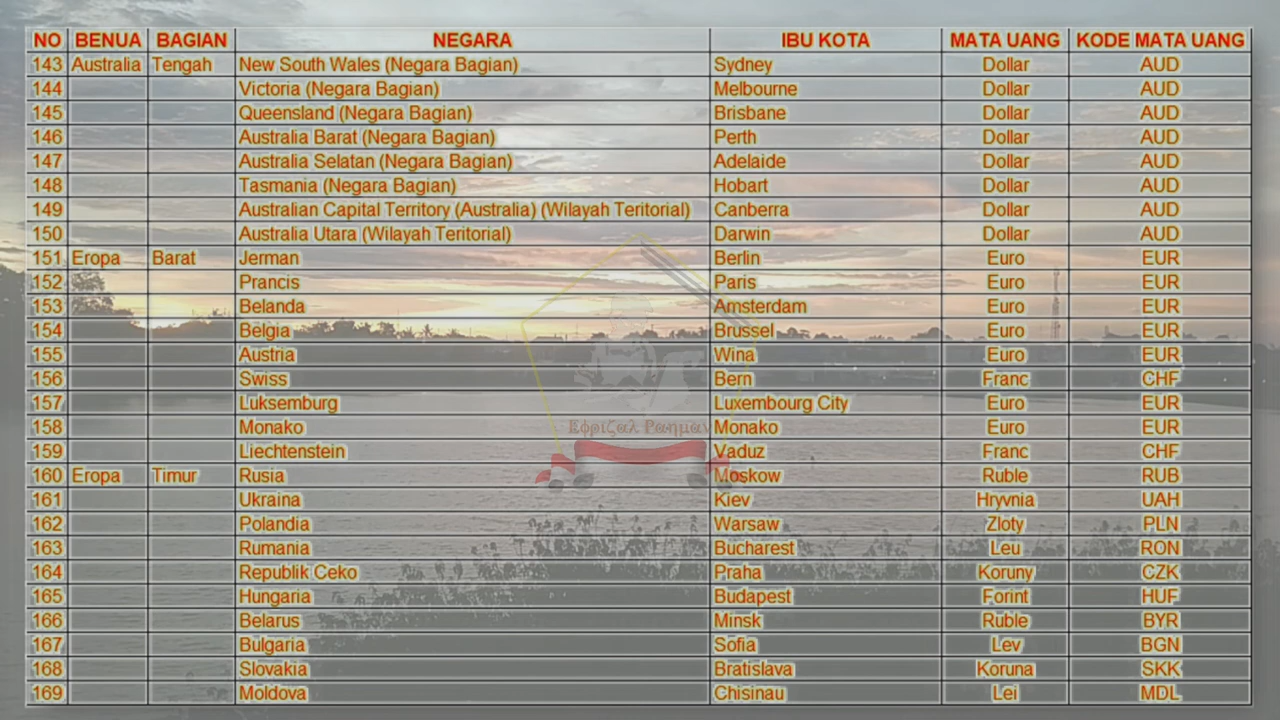 NO BENUA BAGIAN NEGARA IBU KOTA MATA UANG KODE MATA UANG
143 Australia Tengah New South Wales (Negara Bagian) Sydney Dollar AUD
144 Victoria (Negara Bagian) Melbourne Dollar AUD
145 Queensland (Negara Bagian) Brisbane Dollar AUD
146 Australia Barat (Negara Bagian) Perth Dollar AUD
147 Australia Selatan (Negara Bagian) Adelaide Dollar AUD
148 Tasmania (Negara Bagian) Hobart Dollar AUD
149 Australian Capital Territory (Australia) (Wilayah Teritorial) Canberra Dollar AUD
150 Australia Utara (Wilayah Teritorial) Darwin Dollar AUD
151 Eropa Barat Jerman Berlin Euro EUR
152 Prancis Paris Euro EUR
153 Belanda Amsterdam Euro EUR
154 Belgia Brussel Euro EUR
155 Austria Wina Euro EUR
156 Swiss Bern Franc CHF
157 Luksemburg Luxembourg City Euro EUR
158 Monako Monako Euro EUR
159 Liechtenstein Vaduz Franc CHF
160 Eropa Timur Rusia Moskow Ruble RUB
161 Ukraina Kiev Hryvnia UAH
162 Polandia Warsaw Zloty PLN
163 Rumania Bucharest Leu RON
164 Republik Ceko Praha Koruny CZK
165 Hungaria Budapest Forint HUF
166 Belarus Minsk Ruble BYR
167 Bulgaria Sofia Lev BGN
168 Slovakia Bratislava Koruna SKK
169 Moldova Chisinau Lei MDL
Εφριζαλ Ραημαν